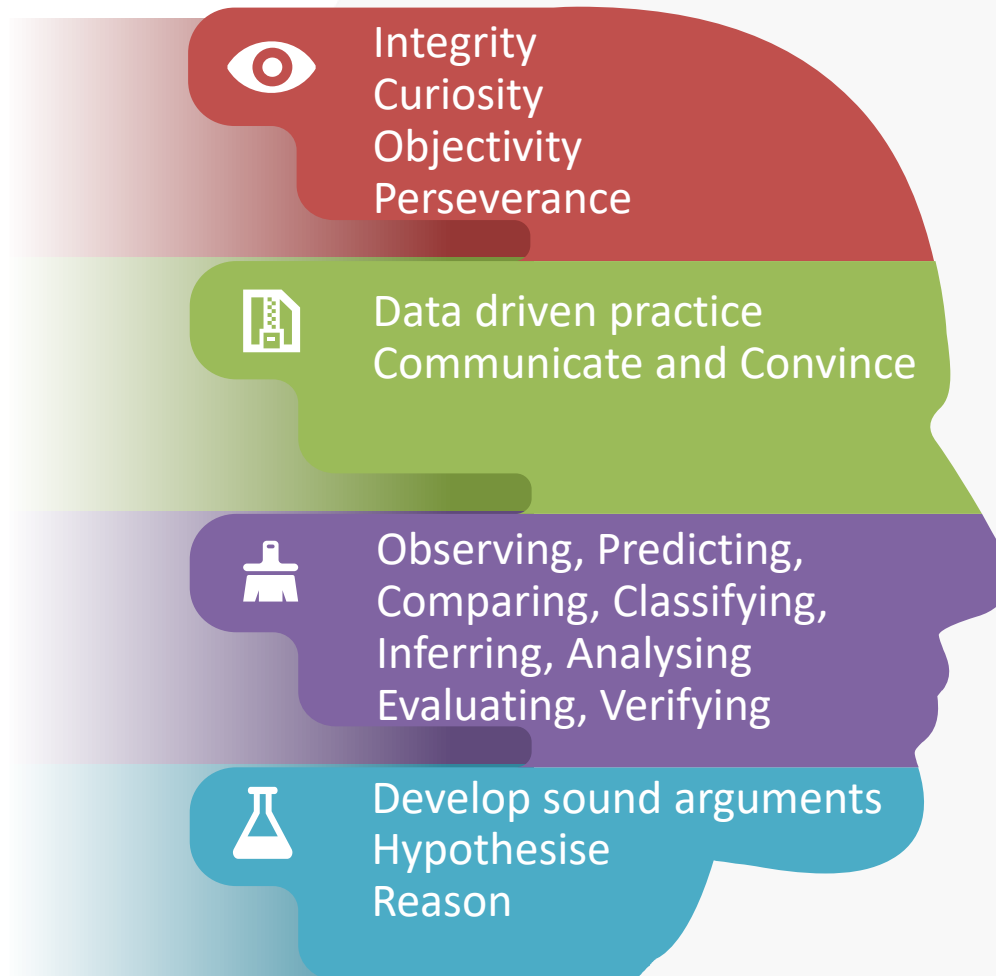 Integrity
Curiosity
Objectivity
Perseverance
Data driven practice
Communicate and Convince
Observing, Predicting,
Comparing, Classifying,
Inferring, Analysing
Evaluating, Verifying
Develop sound arguments
Hypothesise
Reason